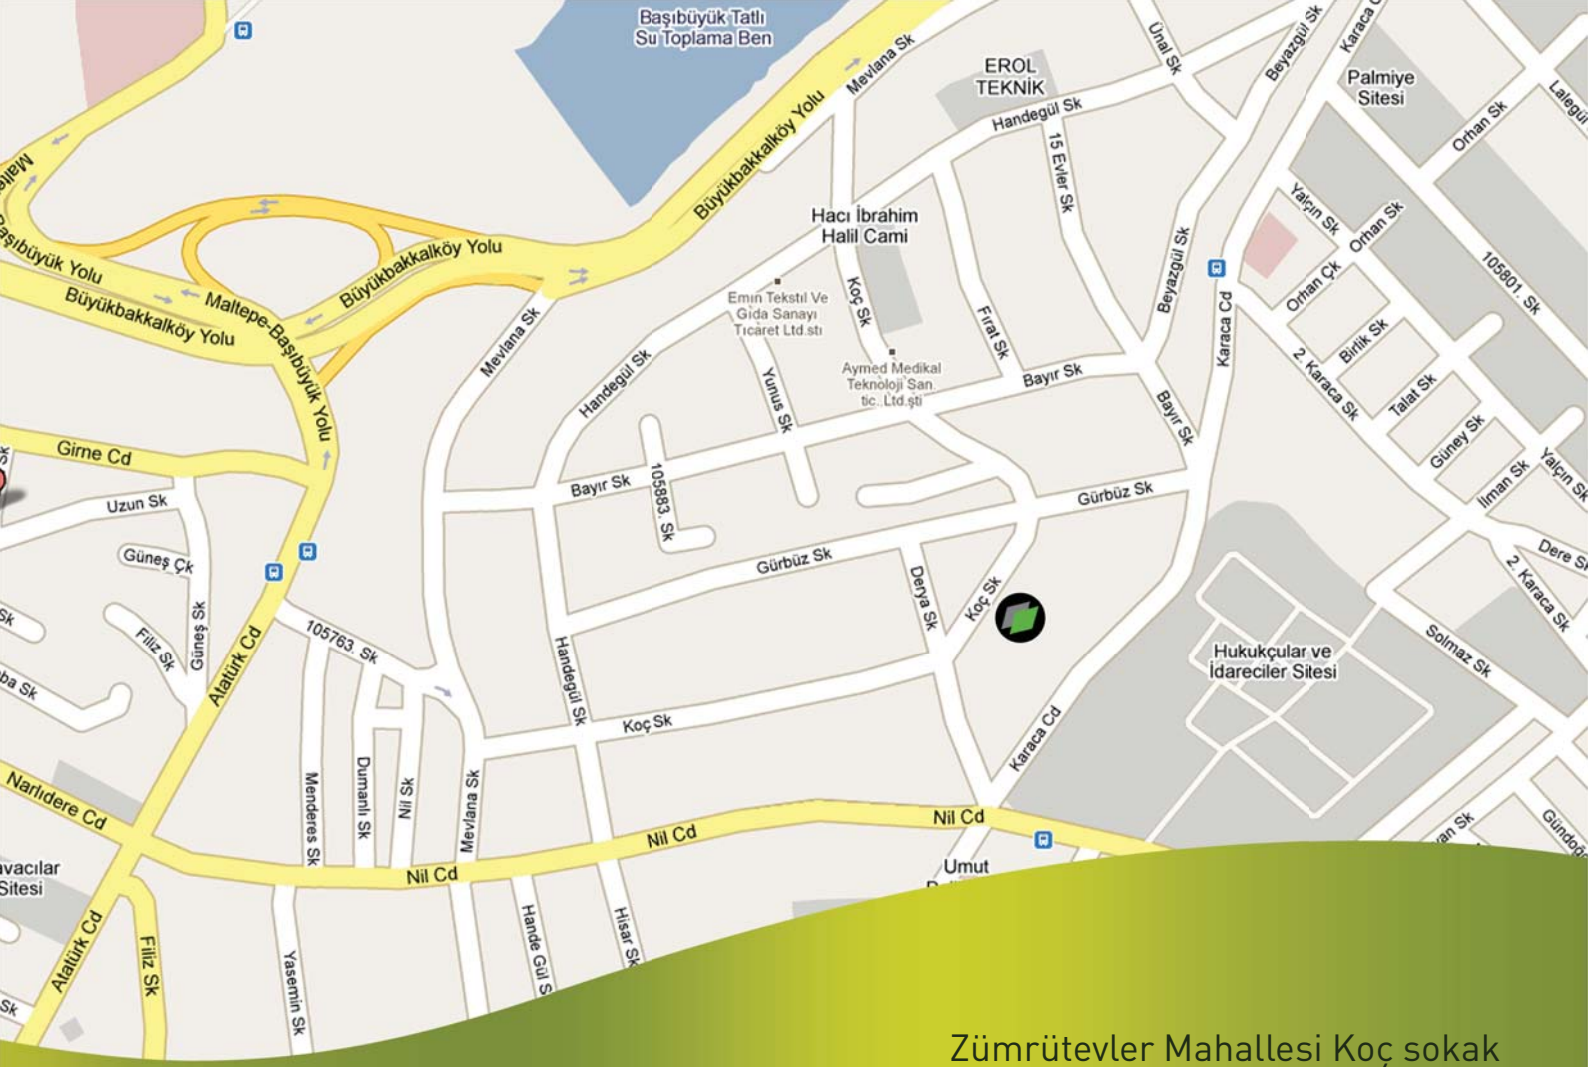 Başıbüyük Tatlı
Su Toplama Ben
Mevlana Sk
EROL
TEKNİK
Ünal Sk
Beyazgül Sk
Karaca
Palmiye
Sitesi
Handegül Sk
Orhan Sk
Büyükbakkalköy Yolu
15 Evler Sk
Yalçın Sk
Orhan Sk
Hacı İbrahim
Halil Cami
Başıbüyük Yolu
Büyükbakkalköy Yolu
Büyükbakkalköy Yolu
Maltepe-Başıbüyük Yolu
Beyazgül Sk
105801. Sk
Orhan Çk
Emin Tekstil Ve
Gıda Sanayı
Ticaret Ltd.sti
Koç Sk
Fırat Sk
Karaca Cd
Birlik Sk
Mevlana Sk
Handegül Sk
Yunus Sk
Aymed Medikal
Teknoloji San.
tic. Ltd.şti
Bayır Sk
2. Karaca Sk
Talat Sk
Bayır Sk
Güney Sk
Girne Cd
Bayır Sk
105883. Sk
Gürbüz Sk
İlman Sk
Yalçın Sk
Uzun Sk
Güneş Çk
Gürbüz Sk
Derya Sk
Koç Sk
Dere Sk
2. Karaca Sk
Sk
Filiz Sk
Güneş Sk
Atatürk Cd
105763. Sk
Handegül Sk
Hukukçular ve
İdareciler Sitesi
Solmaz Sk
Koç Sk
Karaca Cd
Narlıdere Cd
Menderes Sk
Dumanlı Sk
Nil Sk
Mevlana Sk
Nil Cd
Nil Cd
Nil Cd
Umut
Sitesi
Atatürk Cd
Filiz Sk
Yasemin Sk
Hande Gül S
Hisar Sk
Sk
Zümrütevler Mahallesi Koç sokak